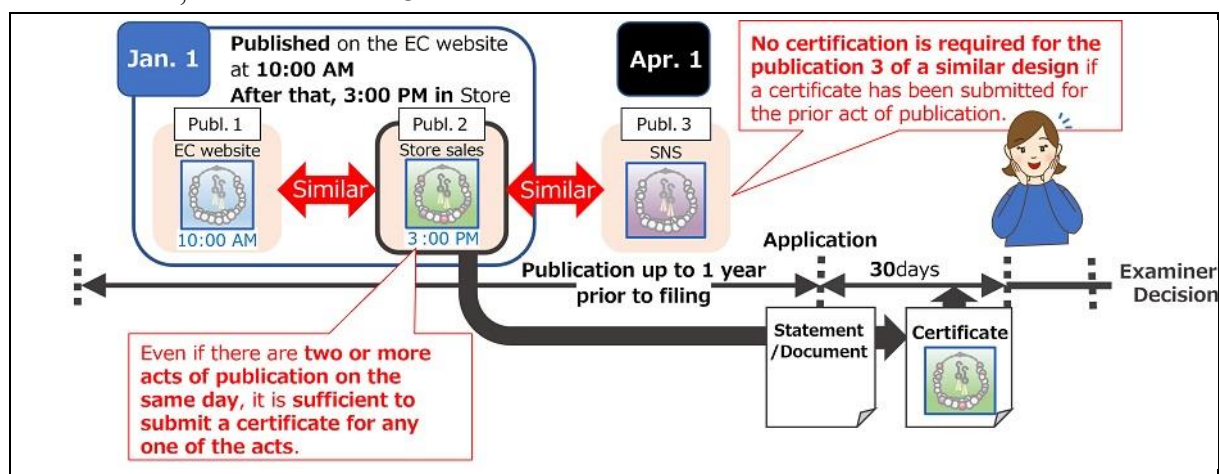 Jan. 1
Published on the EC website
at 10:00 AM
After that, 3:00 PM in Store
Publ. 1
EC website
10:00 AM
Similar
Publ. 2
Store sales
3:00 PM
Similar
Apr. 1
Publ. 3
SNS
No certification is required for the
publication 3 of a similar design if
a certificate has been submitted for
the prior act of publication.
Publication up to 1 year
prior to filing
Application
30days
Examiner
Decision
Statement
/Document
Certificate
Even if there are two or more
acts of publication on the
same day, it is sufficient to
submit a certificate for any
one of the acts.